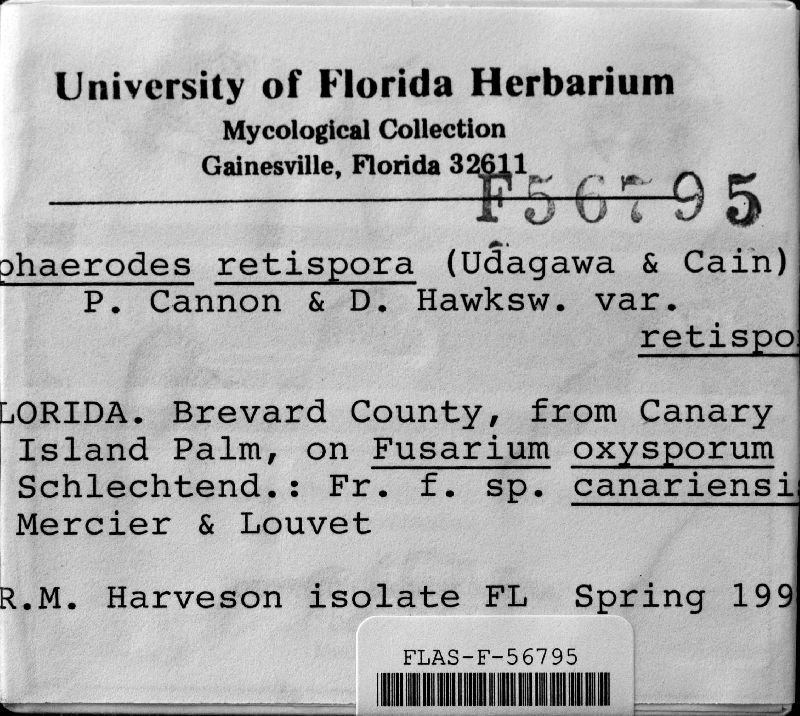 University of Florida Herbarium
Mycological Collection
Gainesville, Florida 32611
F56795
phaerodes retispora (Udagawa & Cain)
P. Cannon & D. Hawksw. var.
retispo
LORIDA. Brevard County, from Canary
Island Palm, on Fusarium oxysporum
Schlechtend.: Fr. f. sp. canariensi
Mercier & Louvet
R.M. Harveson isolate FL Spring 199
FLAS-F-56795